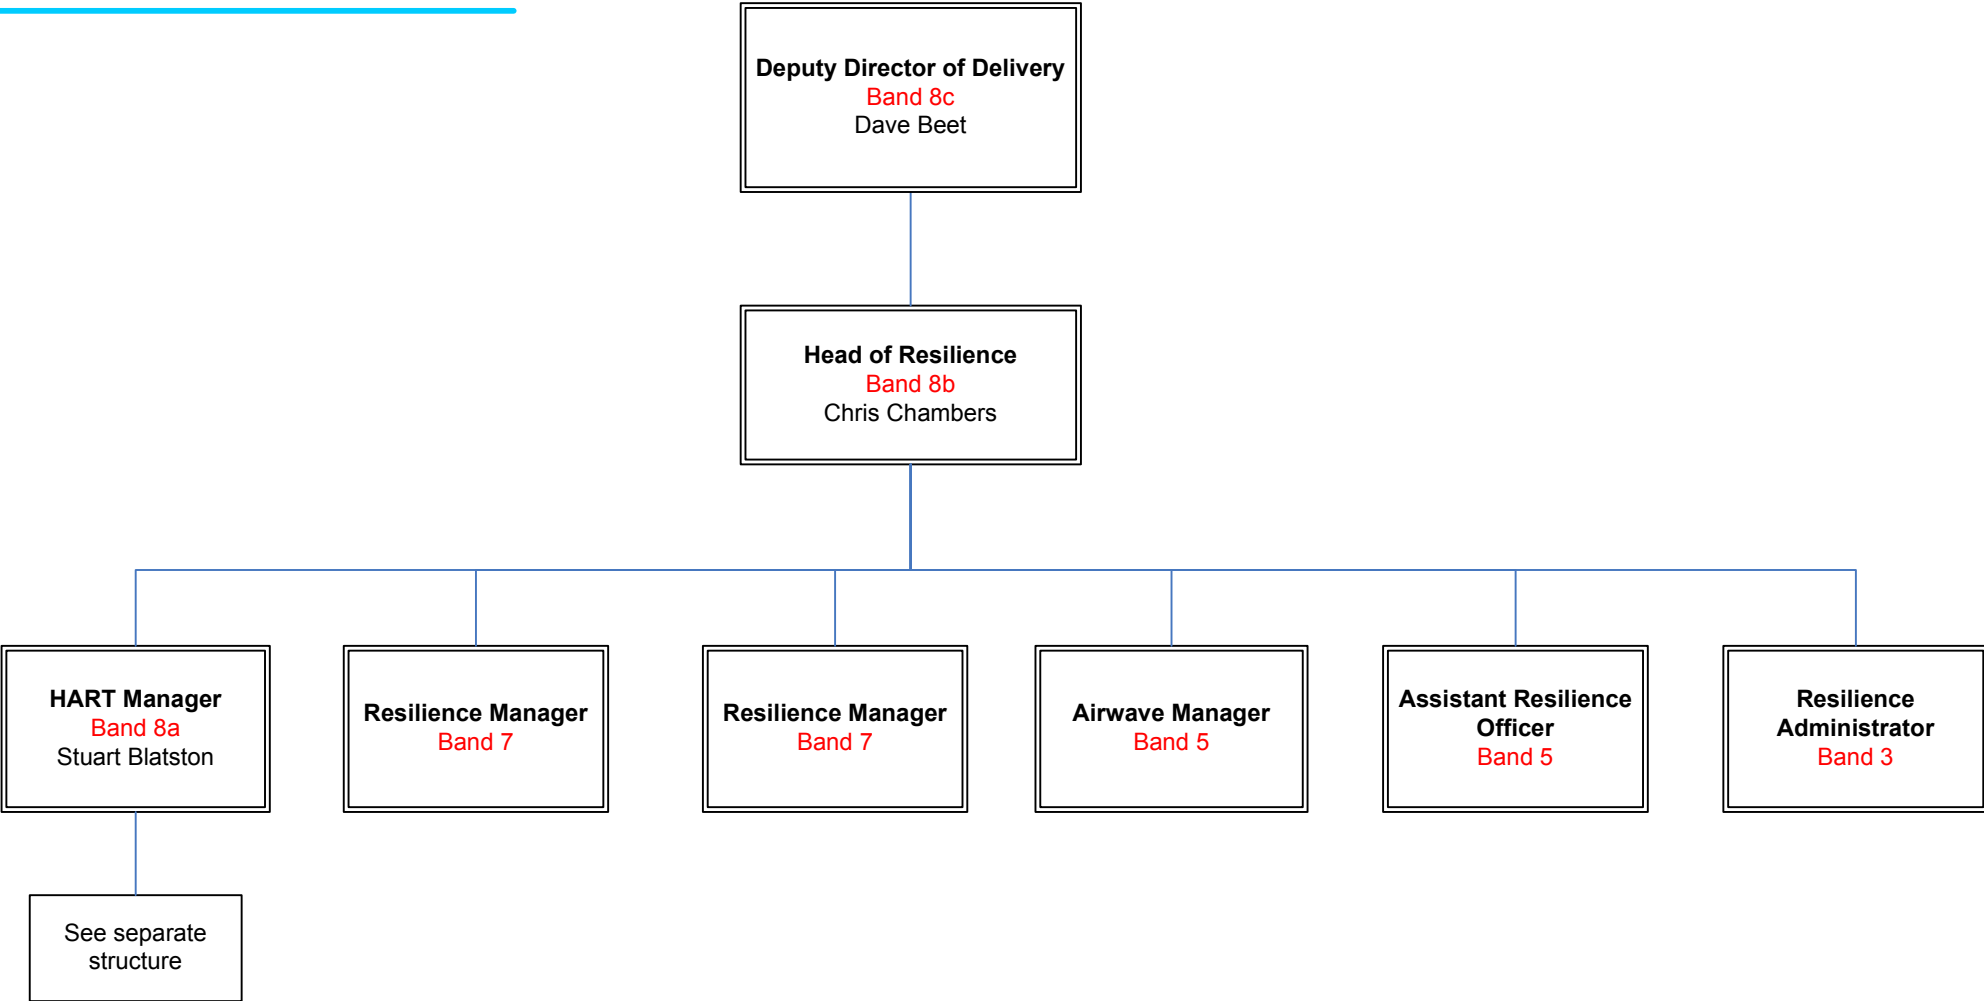 Deputy Director of Delivery
Band 8c
Dave Beet
Head of Resilience
Band 8b
Chris Chambers
HART Manager
Band 8a
Stuart Blatston
Resilience Manager
Band 7
Resilience Manager
Band 7
Airwave Manager
Band 5
Assistant Resilience
Officer
Band 5
Resilience
Administrator
Band 3
See separate
structure